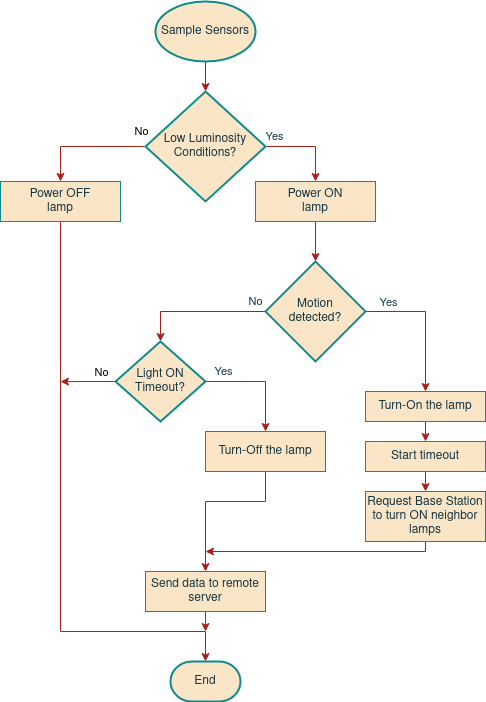 Sample Sensors
Low Luminosity
Conditions?
No
Yes
Power OFF
lamp
Power ON
lamp
Motion
detected?
No
Yes
Light ON
Timeout?
No
Yes
Turn-On the lamp
Turn-Off the lamp
Start timeout
Request Base Station
to turn ON neighbor
lamps
Send data to remote
server
End